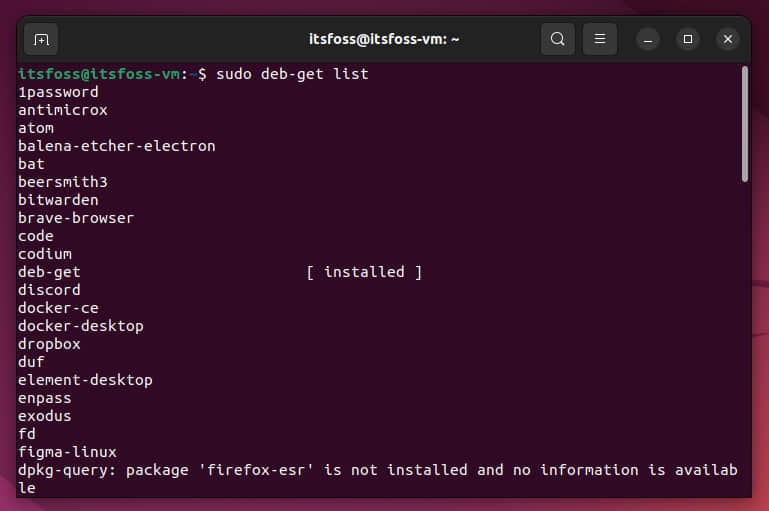 itsfoss@itsfoss-vm: ~
itsfoss@itsfoss-vm:~$ sudo deb-get list
1password
antimicrox
atom
balena-etcher-electron
bat
beersmith3
bitwarden
brave-browser
code
codium
deb-get                         [ installed ]
discord
docker-ce
docker-desktop
dropbox
duf
element-desktop
enpass
exodus
fd
figma-linux
dpkg-query: package 'firefox-esr' is not installed and no information is availab
le